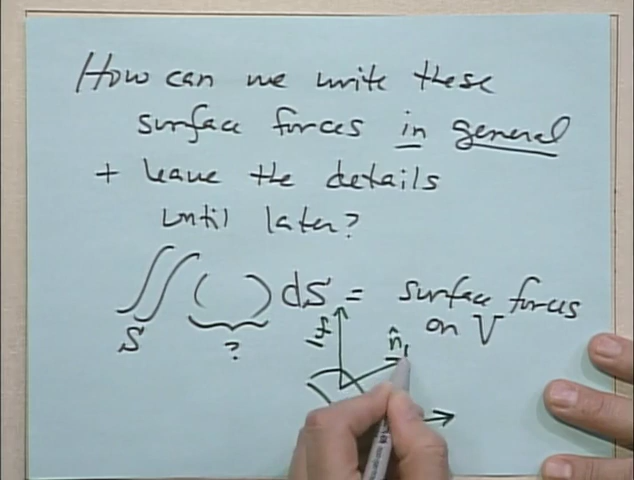 How can we write these
surface forces in general
+ leave the details
until later?
∬ ( ) dS = surface forces
S ? on V
f n̂